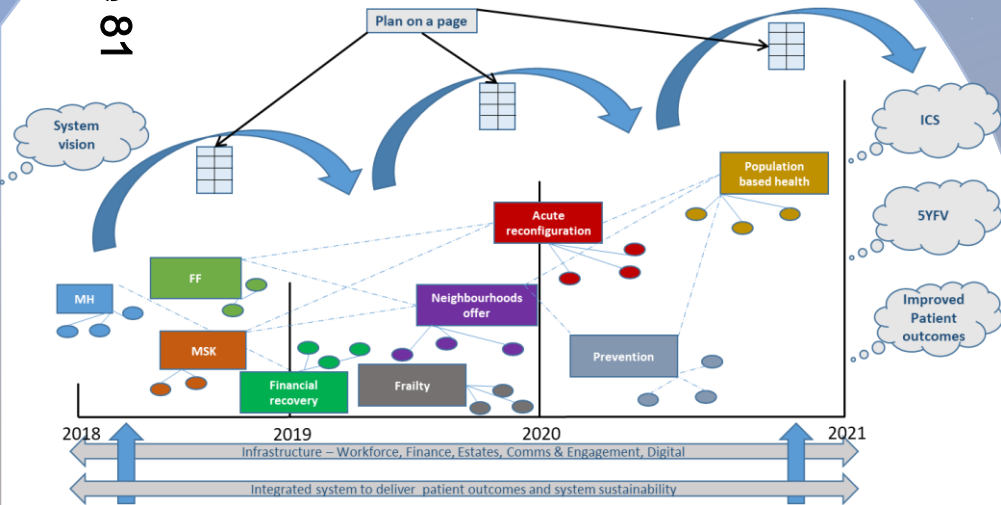 81
Plan on a page
System
vision
ICS
Population
based health
Acute
reconfiguration
5YFV
FF
MH
Neighbourhoods
offer
Improved
Patient
outcomes
MSK
Prevention
Financial
recovery
Frailty
2018
2019
2020
2021
Infrastructure – Workforce, Finance, Estates, Comms & Engagement, Digital
Integrated system to deliver patient outcomes and system sustainability